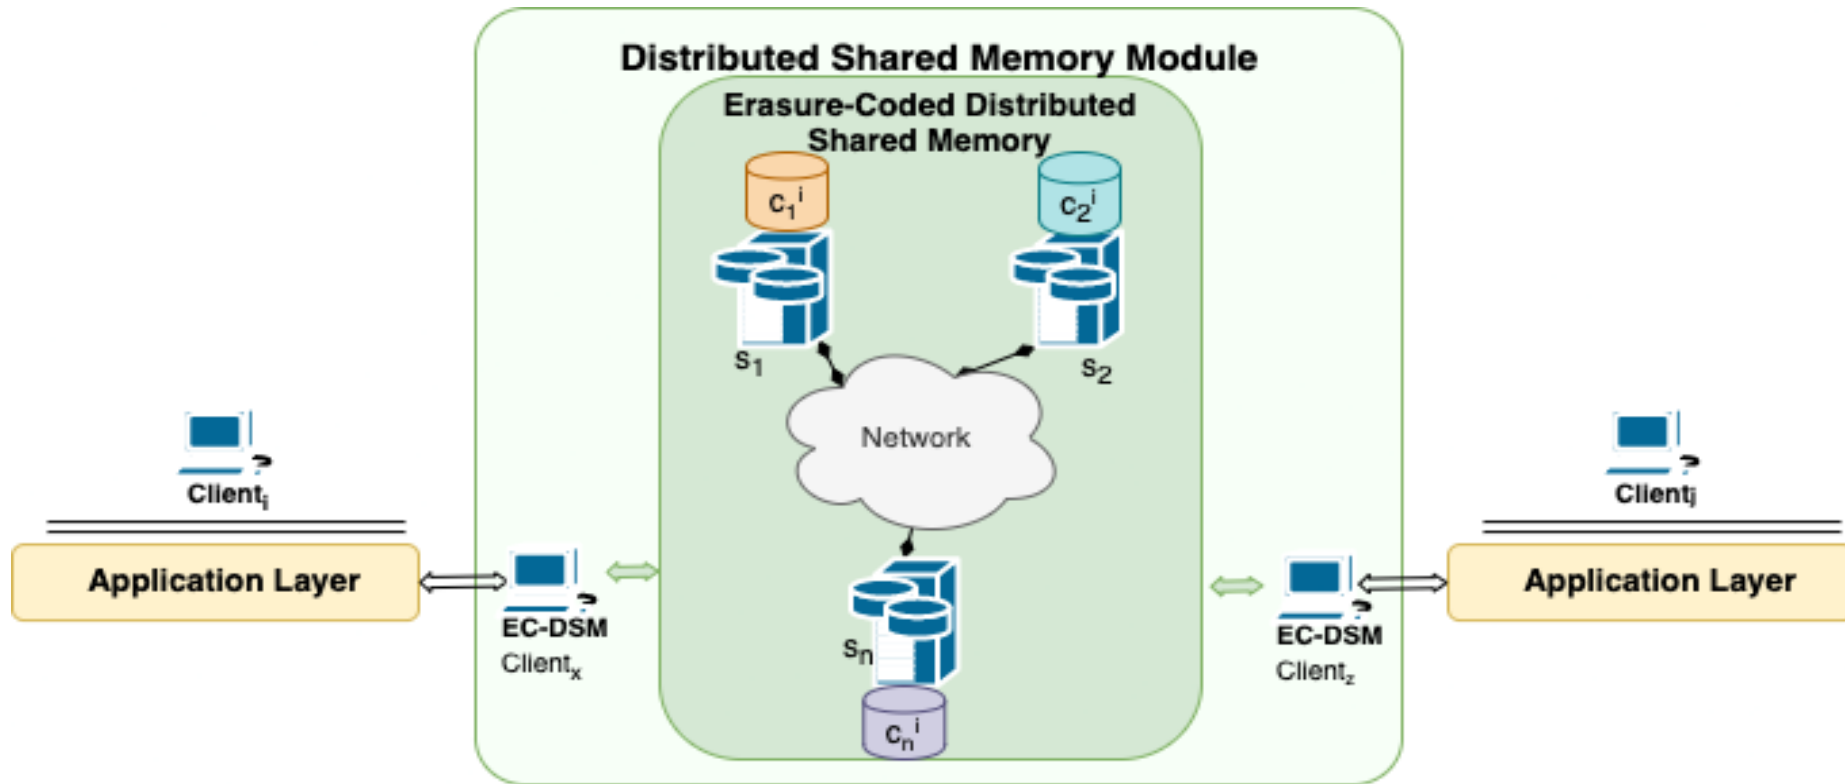 Distributed Shared Memory Module
Erasure-Coded Distributed
Shared Memory
c₁ⁱ
c₂ⁱ
s₁
s₂
Network
Clientᵢ
Clientⱼ
Application Layer
Application Layer
EC-DSM
Clientₓ
EC-DSM
Client_z
sₙ
cₙⁱ